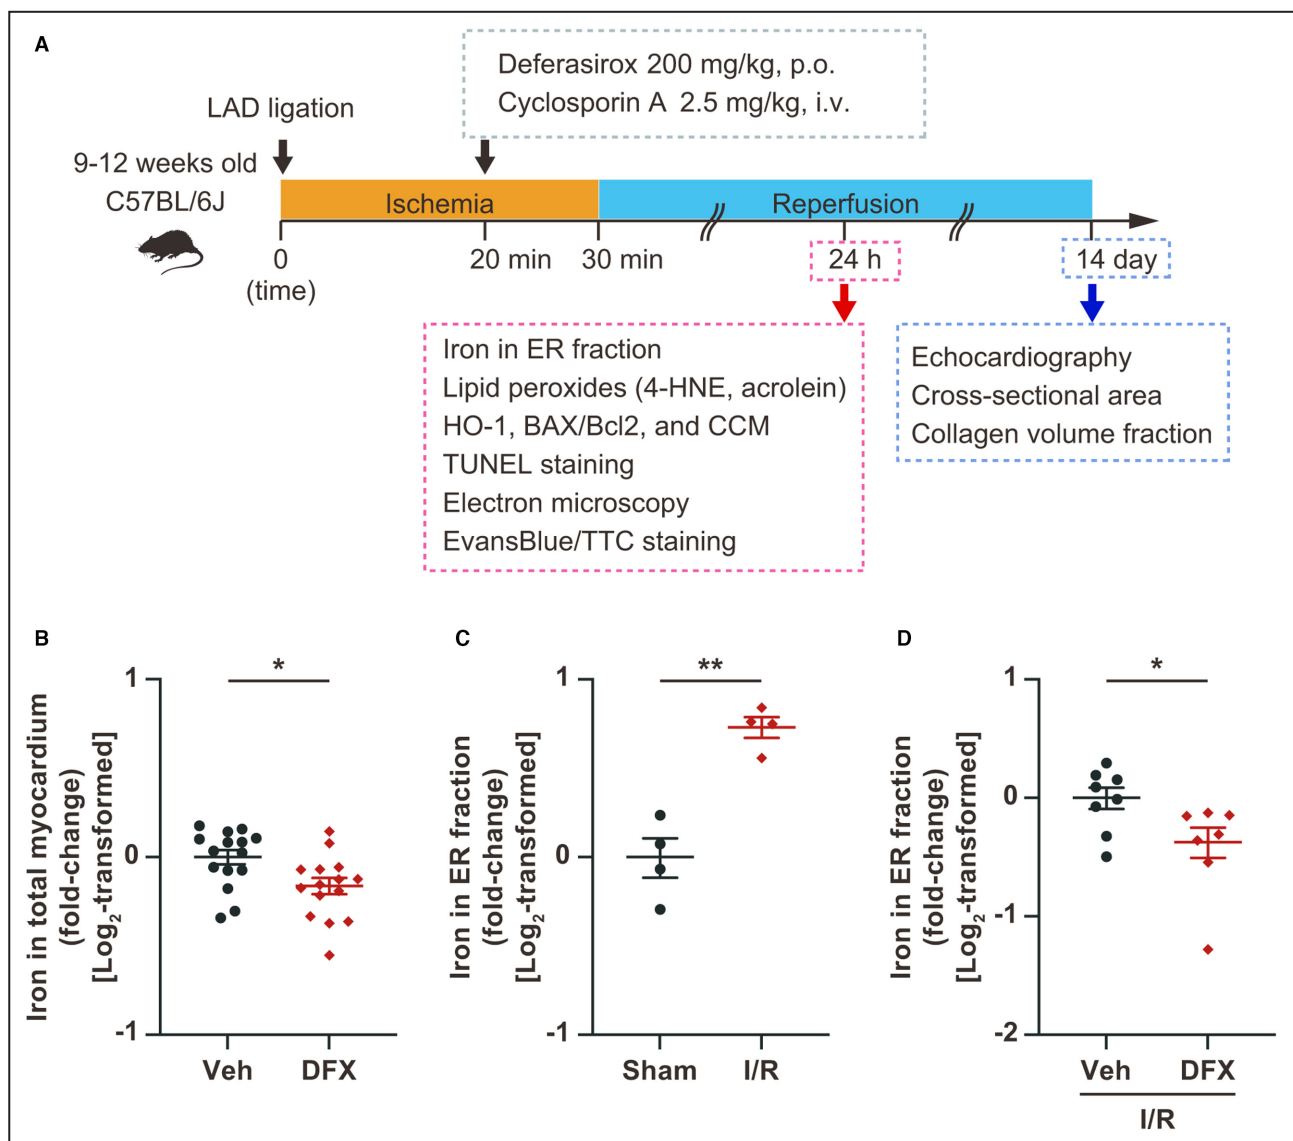 A
Deferasirox 200 mg/kg, p.o.
Cyclosporin A 2.5 mg/kg, i.v.
LAD ligation
9-12 weeks old
C57BL/6J
Ischemia
Reperfusion
0
20 min
30 min
24 h
14 day
(time)
Iron in ER fraction
Lipid peroxides (4-HNE, acrolein)
HO-1, BAX/Bcl2, and CCM
TUNEL staining
Electron microscopy
EvansBlue/TTC staining
Echocardiography
Cross-sectional area
Collagen volume fraction
B
Iron in total myocardium
(fold-change)
[Log2-transformed]
1
0
-1
*
Veh
DFX
C
Iron in ER fraction
(fold-change)
[Log2-transformed]
1
0
-1
**
Sham
I/R
D
Iron in ER fraction
(fold-change)
[Log2-transformed]
1
0
-1
-2
*
Veh
DFX
I/R